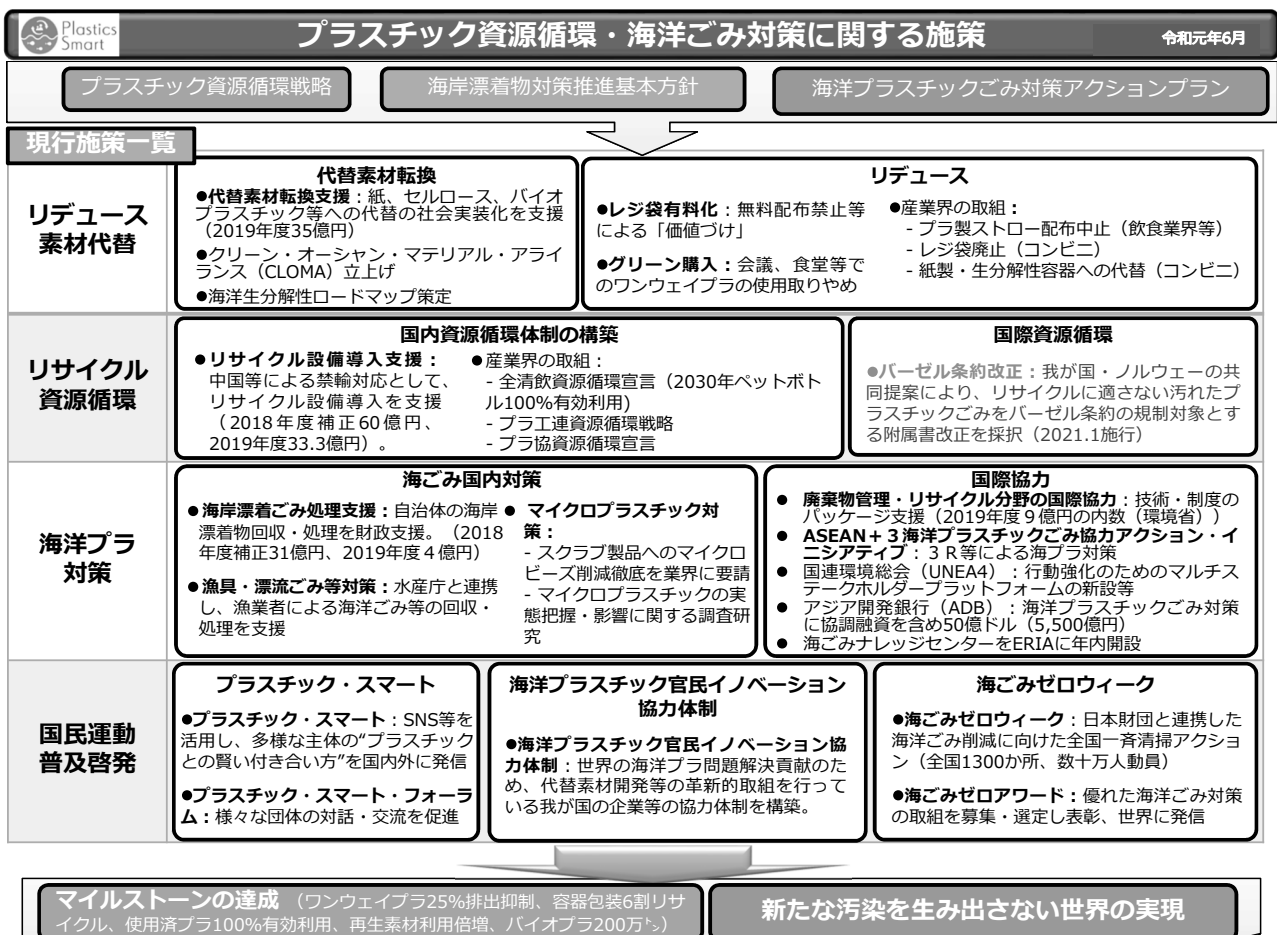 Plastics
Smart
プラスチック資源循環・海洋ごみ対策に関する施策
令和元年6月
プラスチック資源循環戦略
海岸漂着物対策推進基本方針
海洋プラスチックごみ対策アクションプラン
現行施策一覧
リデュース
素材代替
代替素材転換
●代替素材転換支援：紙、セルロース、バイオ
プラスチック等への代替の社会実装化を支援
（2019年度35億円）
●クリーン・オーシャン・マテリアル・アライ
ランス（CLOMA）立上げ
●海洋生分解性ロードマップ策定
リデュース
●レジ袋有料化：無料配布禁止等
による「価値づけ」
●グリーン購入：会議、食堂等で
のワンウェイプラの使用取りやめ
●産業界の取組：
- プラ製ストロー配布中止（飲食業界等）
- レジ袋廃止（コンビニ）
- 紙製・生分解性容器への代替（コンビニ）
リサイクル
資源循環
国内資源循環体制の構築
●リサイクル設備導入支援：
中国等による禁輸対応として、
リサイクル設備導入を支援
（2018年度補正60億円、
2019年度33.3億円）。
●産業界の取組：
- 全清飲資源循環宣言（2030年ペットボト
ル100%有効利用)
- プラ工連資源循環戦略
- プラ協資源循環宣言
国際資源循環
●バーゼル条約改正：我が国・ノルウェーの共
同提案により、リサイクルに適さない汚れたプ
ラスチックごみをバーゼル条約の規制対象とす
る附属書改正を採択（2021.1施行）
海洋プラ
対策
海ごみ国内対策
●海岸漂着ごみ処理支援：自治体の海岸
漂着物回収・処理を財政支援。（2018
年度補正31億円、2019年度４億円）
●漁具・漂流ごみ等対策：水産庁と連携
し、漁業者による海洋ごみ等の回収・
処理を支援
● マイクロプラスチック対
策：
- スクラブ製品へのマイクロ
ビーズ削減徹底を業界に要請
- マイクロプラスチックの実
態把握・影響に関する調査研
究
国際協力
● 廃棄物管理・リサイクル分野の国際協力：技術・制度の
パッケージ支援（2019年度９億円の内数（環境省））
● ASEAN＋３海洋プラスチックごみ協力アクション・イ
ニシアティブ：３Ｒ等による海プラ対策
● 国連環境総会（UNEA4）：行動強化のためのマルチス
テークホルダープラットフォームの新設等
● アジア開発銀行（ADB）：海洋プラスチックごみ対策
に協調融資を含め50億ドル（5,500億円）
● 海ごみナレッジセンターをERIAに年内開設
国民運動
普及啓発
プラスチック・スマート
●プラスチック・スマート：SNS等を
活用し、多様な主体の“プラスチック
との賢い付き合い方”を国内外に発信
●プラスチック・スマート・フォーラ
ム：様々な団体の対話・交流を促進
海洋プラスチック官民イノベーション
協力体制
●海洋プラスチック官民イノベーション協
力体制：世界の海洋プラ問題解決貢献のた
め、代替素材開発等の革新的取組を行って
いる我が国の企業等の協力体制を構築。
海ごみゼロウィーク
●海ごみゼロウィーク：日本財団と連携した
海洋ごみ削減に向けた全国一斉清掃アクショ
ン（全国1300か所、数十万人動員）
●海ごみゼロアワード：優れた海洋ごみ対策
の取組を募集・選定し表彰、世界に発信
マイルストーンの達成 （ワンウェイプラ25%排出抑制、容器包装6割リサ
イクル、使用済プラ100%有効利用、再生素材利用倍増、バイオプラ200万㌧）
新たな汚染を生み出さない世界の実現